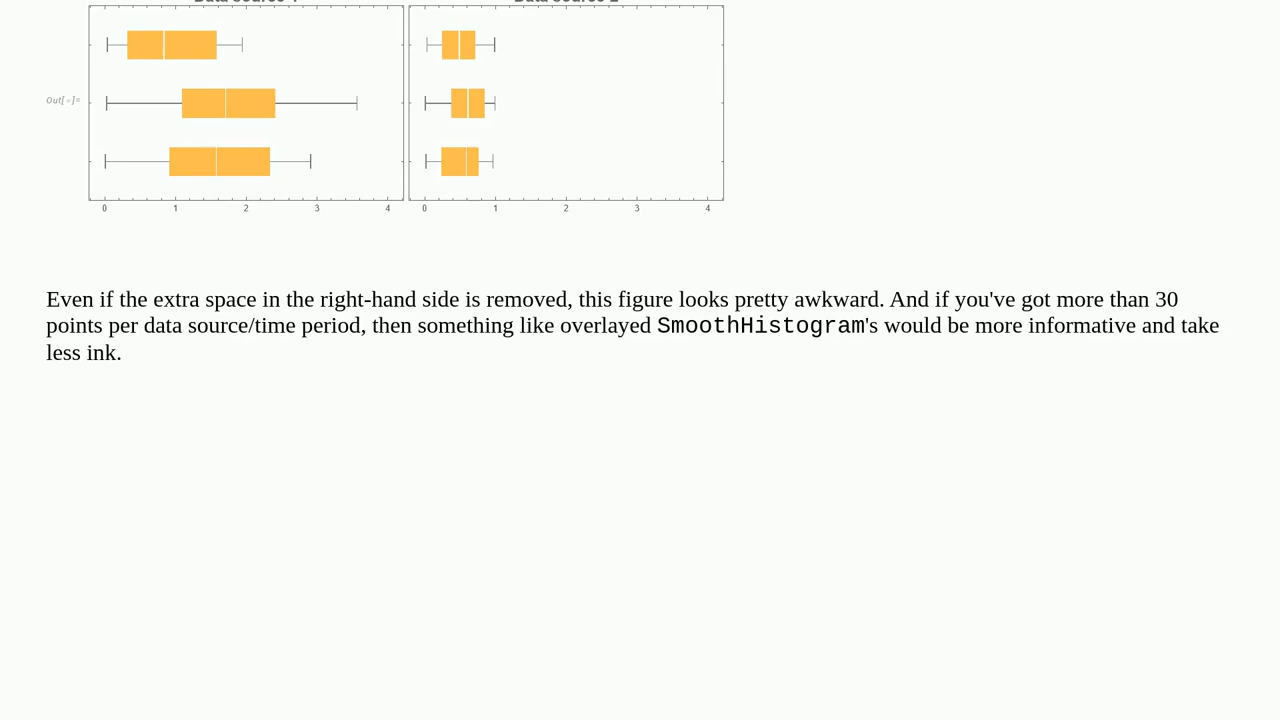 Out[ ]=
0 1 2 3 4 0 1 2 3 4
Even if the extra space in the right-hand side is removed, this figure looks pretty awkward. And if you've got more than 30
points per data source/time period, then something like overlayed SmoothHistogram's would be more informative and take
less ink.